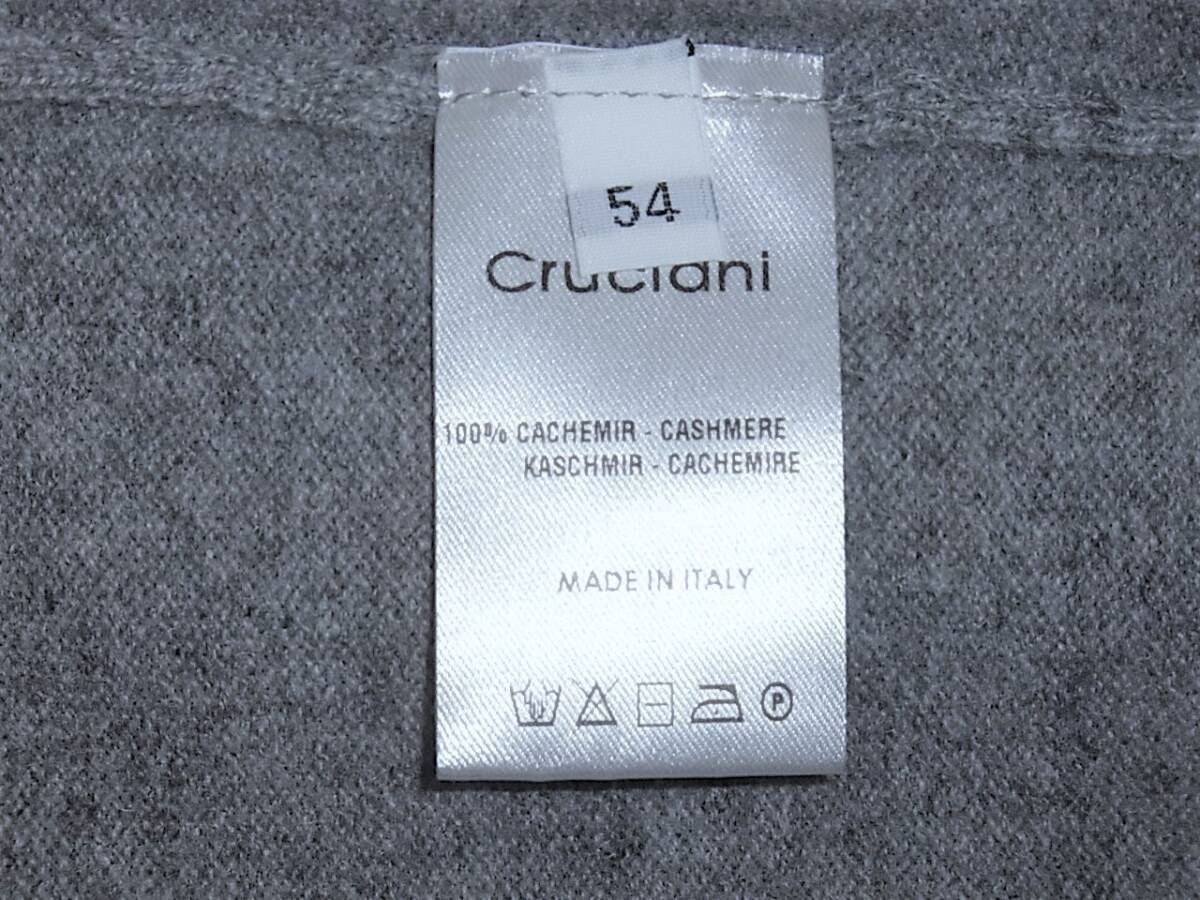 54
Cruciani
100% CACHEMIR - CASHMERE
KASCHMIR - CACHEMIRE
MADE IN ITALY
P